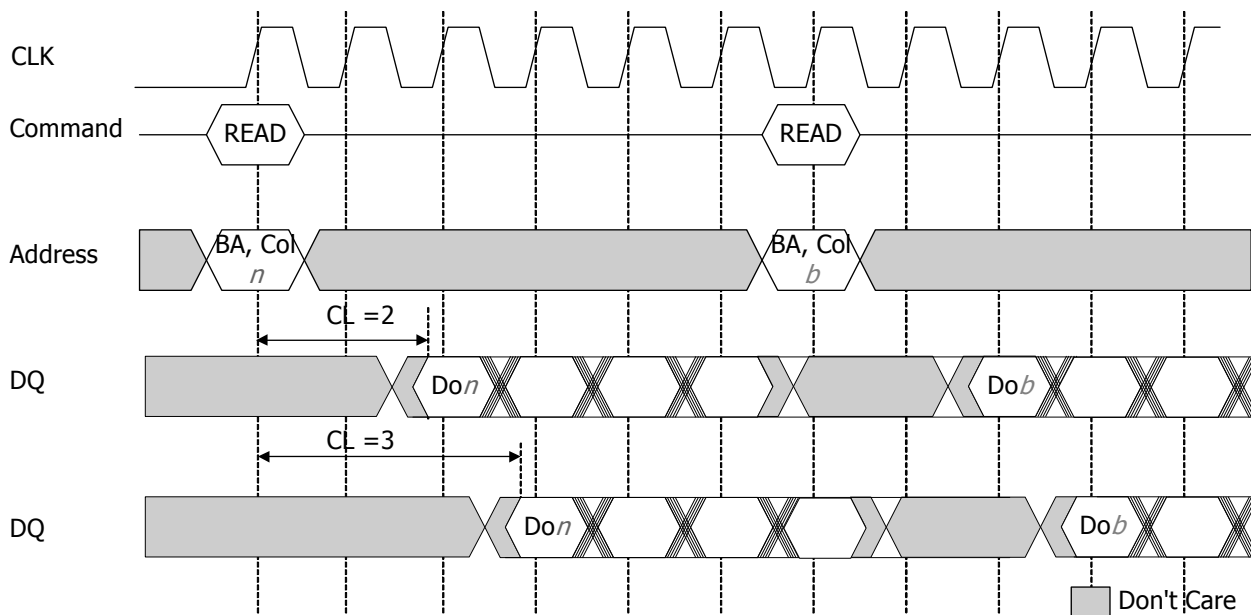 CLK
Command
READ
READ
Address
BA, Col
n
BA, Col
b
CL =2
DQ
Don
Dob
CL =3
DQ
Don
Dob
Don't Care